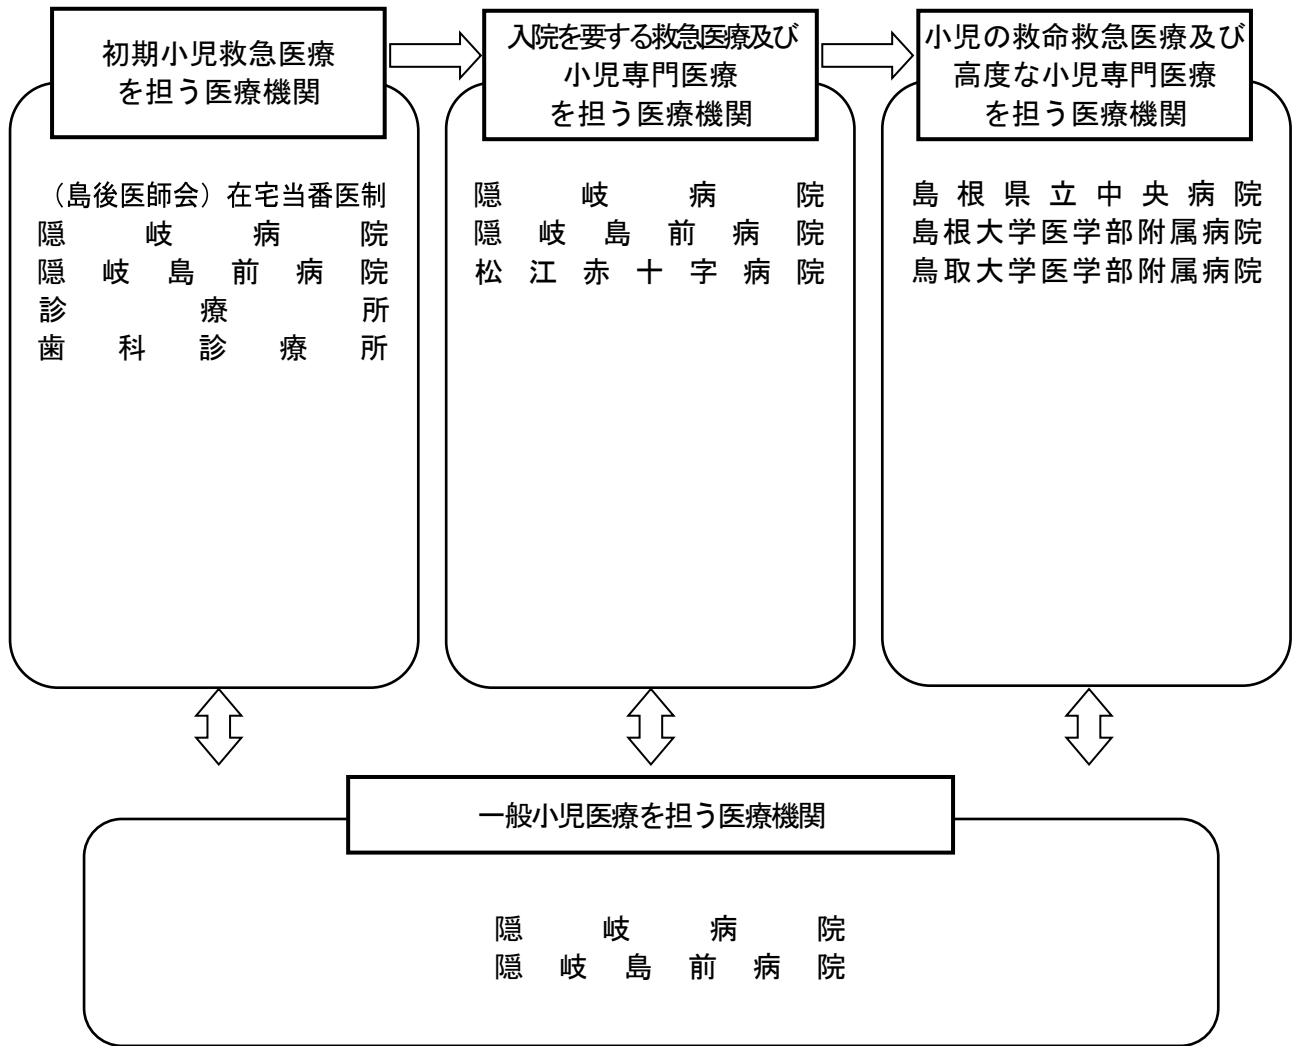 初期小児救急医療
を担う医療機関
（島後医師会）在宅当番医制
隠岐病院
隠岐島前病院
診療所
歯科診療所
入院を要する救急医療及び
小児専門医療
を担う医療機関
隠岐病院
隠岐島前病院
松江赤十字病院
小児の救命救急医療及び
高度な小児専門医療
を担う医療機関
島根県立中央病院
島根大学医学部附属病院
鳥取大学医学部附属病院
一般小児医療を担う医療機関
隠岐病院
隠岐島前病院